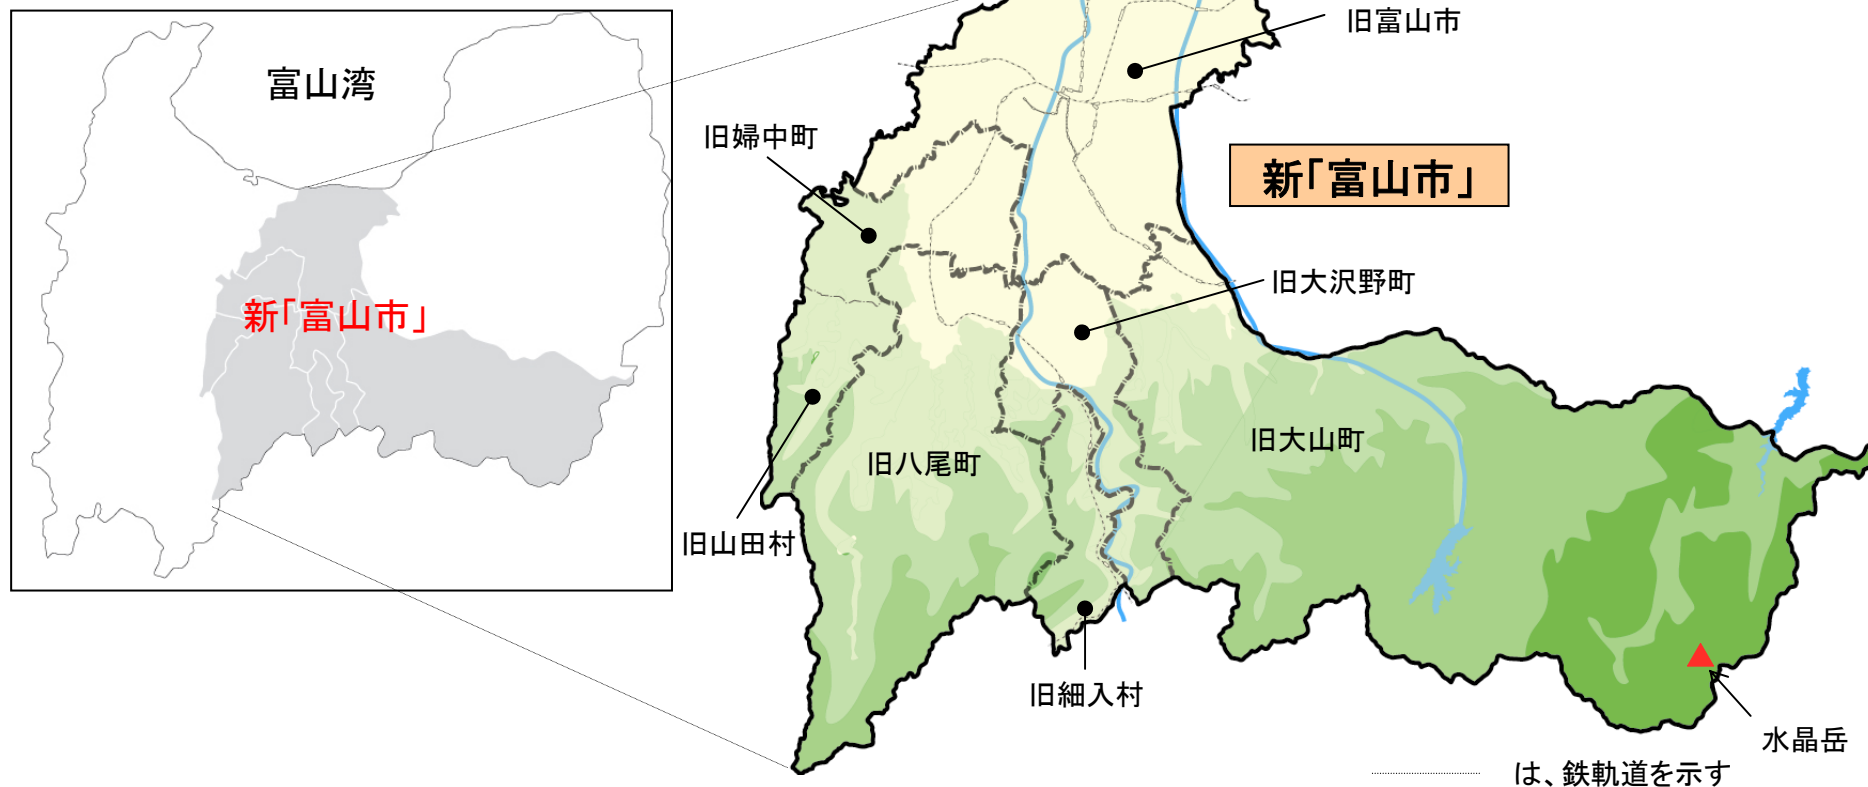 富山湾
新「富山市」
旧富山市
旧婦中町
新「富山市」
旧大沢野町
旧大山町
旧八尾町
旧山田村
旧細入村
水晶岳
は、鉄軌道を示す